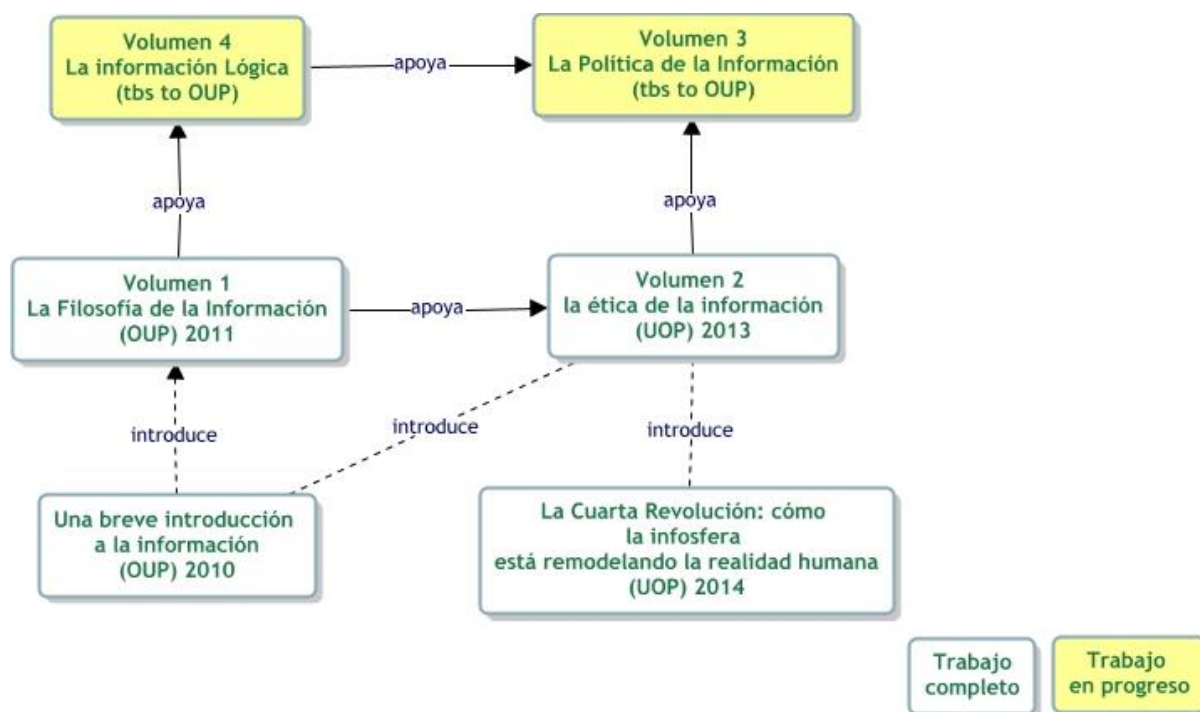 Volumen 4
La información Lógica
(tbs to OUP)
apoya
Volumen 3
La Política de la Información
(tbs to OUP)
apoya
apoya
Volumen 1
La Filosofía de la Información
(OUP) 2011
apoya
Volumen 2
la ética de la información
(UOP) 2013
introduce
introduce
introduce
Una breve introducción
a la información
(OUP) 2010
La Cuarta Revolución: cómo
la infosfera
está remodelando la realidad humana
(UOP) 2014
Trabajo
completo
Trabajo
en progreso